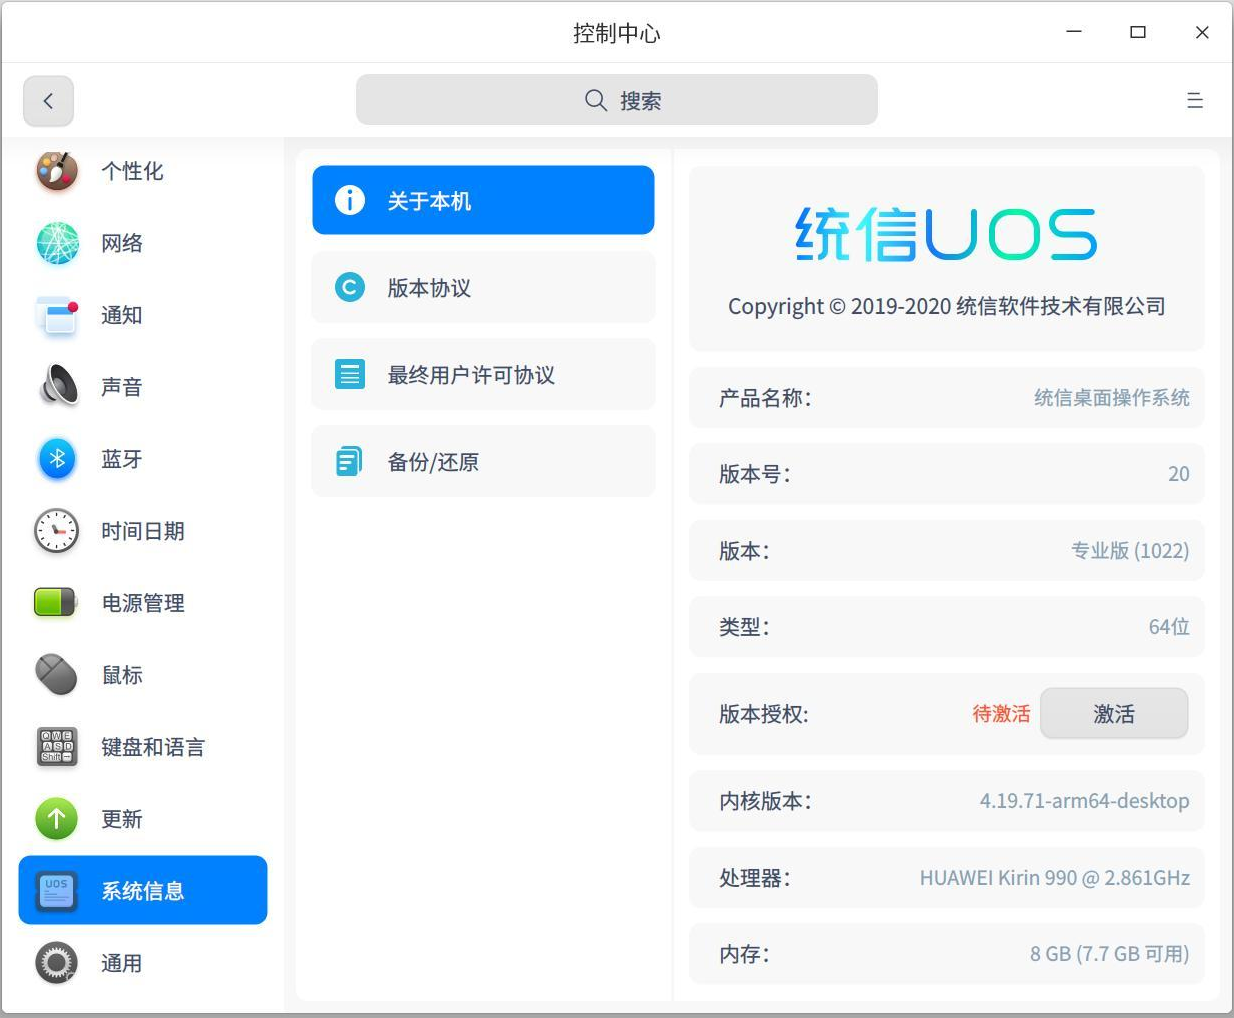 控制中心
搜索
个性化
网络
通知
声音
蓝牙
时间日期
电源管理
鼠标
键盘和语言
更新
系统信息
通用
关于本机
版本协议
最终用户许可协议
备份/还原
统信UOS
Copyright © 2019-2020 统信软件技术有限公司
产品名称： 统信桌面操作系统
版本号： 20
版本： 专业版 (1022)
类型： 64位
版本授权: 待激活 激活
内核版本： 4.19.71-arm64-desktop
处理器： HUAWEI Kirin 990 @ 2.861GHz
内存： 8 GB (7.7 GB 可用)